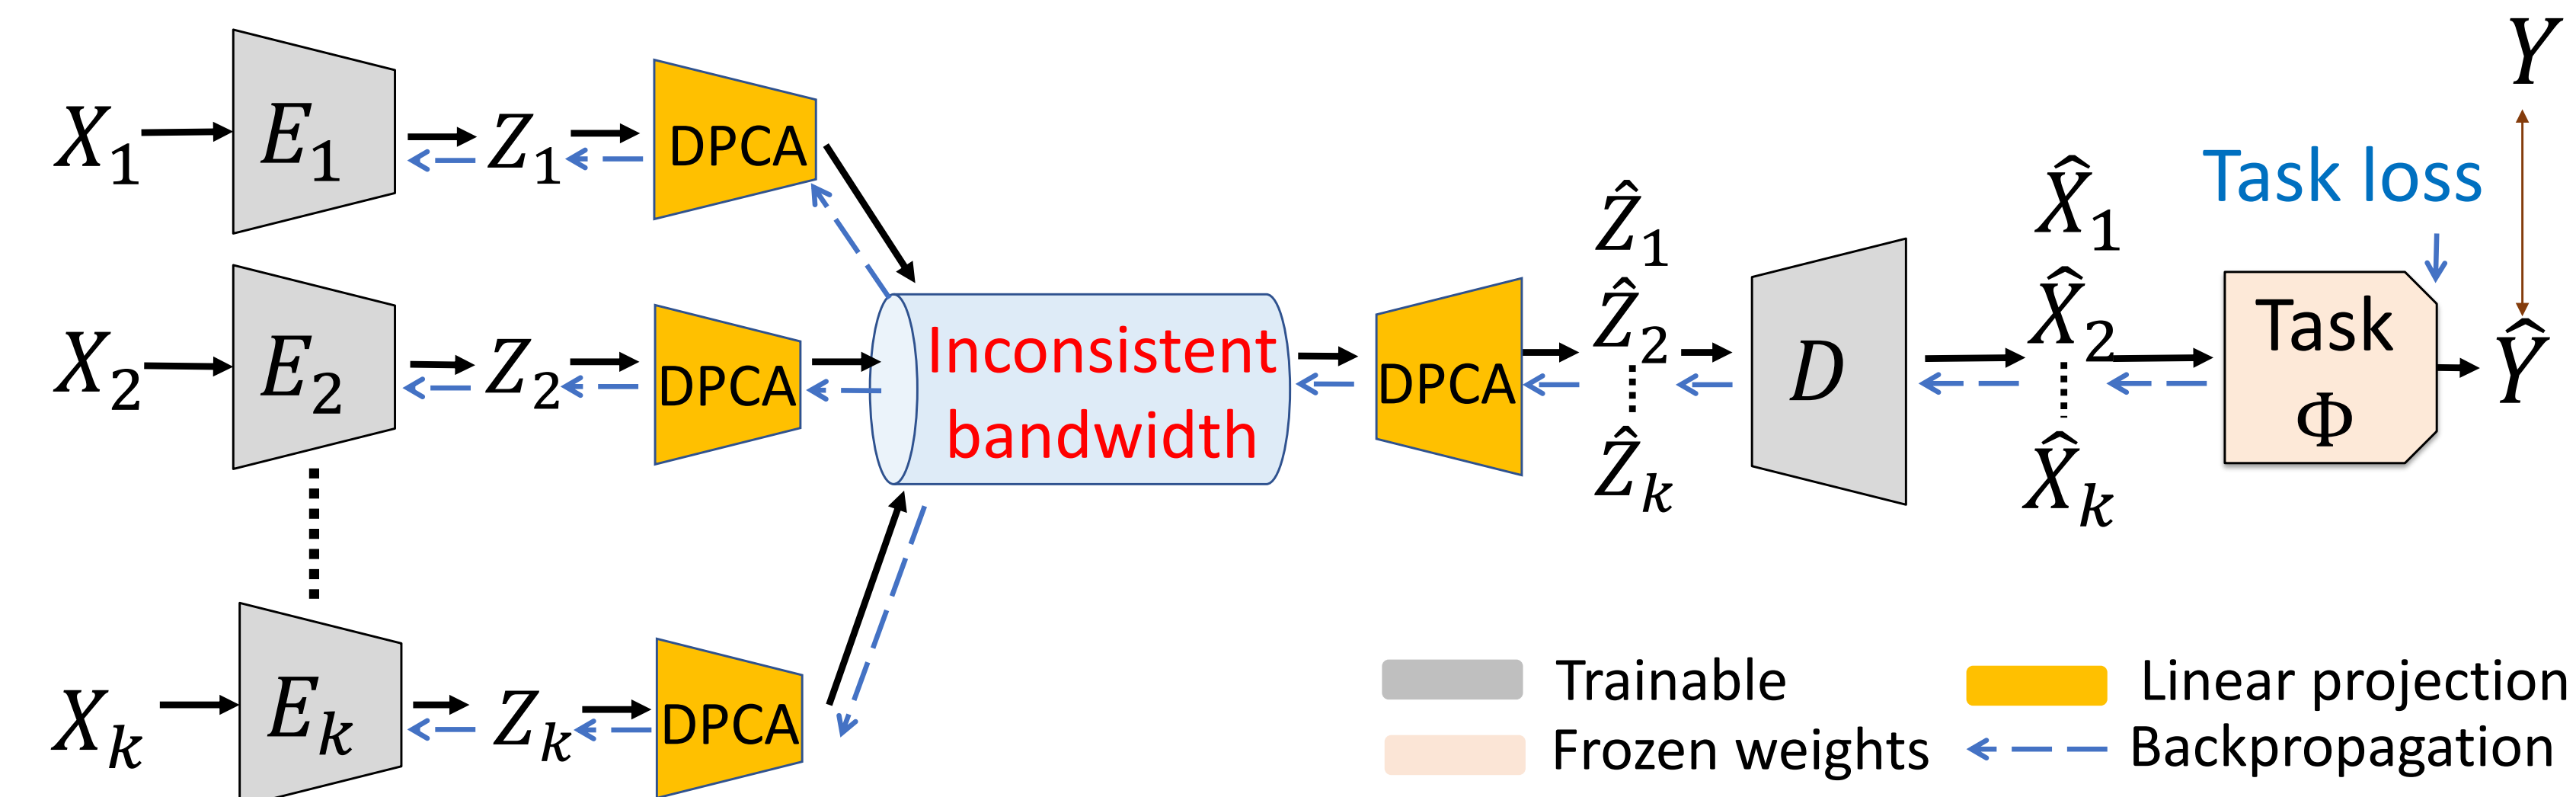 X₁ E₁ Z₁ DPCA
X₂ E₂ Z₂ DPCA
Xₖ Eₖ Zₖ DPCA
Inconsistent
bandwidth
DPCA
Ẑ₁
Ẑ₂
Ẑₖ
D
X̂₁
X̂₂
X̂ₖ
Task loss
Task
Φ
Y
Ŷ
Trainable
Linear projection
Frozen weights
Backpropagation